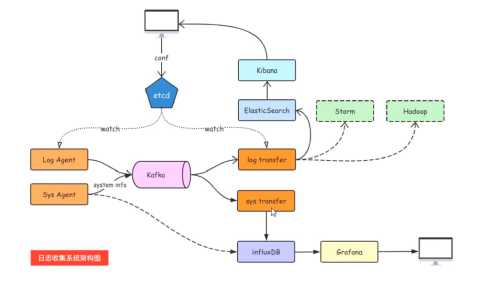 conf
Kibana
etcd
ElasticSearch
Storm
Hadoop
watch
watch
Log Agent
Kafka
log transfer
Sys Agent
system info
sys transfer
日志收集系统架构图
influxDB
Grafana